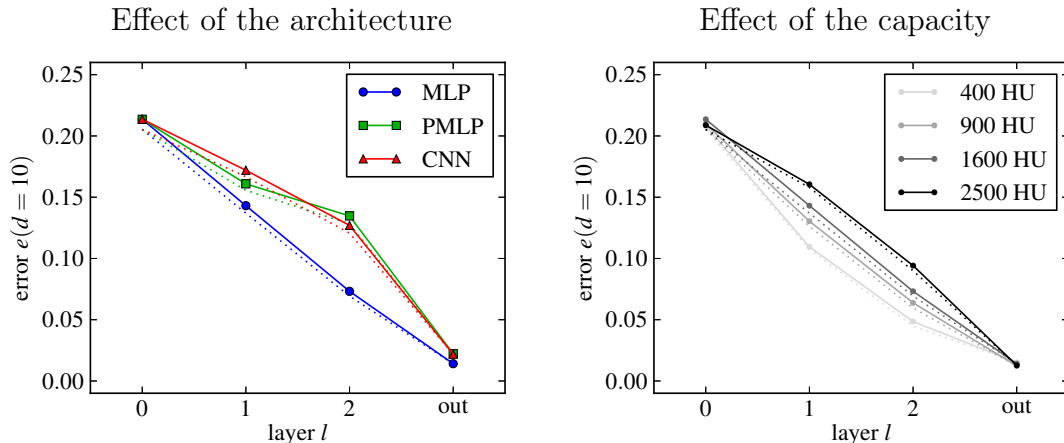 Effect of the architecture
0.25
0.20
0.15
0.10
0.05
0.00
error e(d = 10)
MLP
PMLP
CNN
0 1 2 out
layer l
Effect of the capacity
0.25
0.20
0.15
0.10
0.05
0.00
error e(d = 10)
400 HU
900 HU
1600 HU
2500 HU
0 1 2 out
layer l